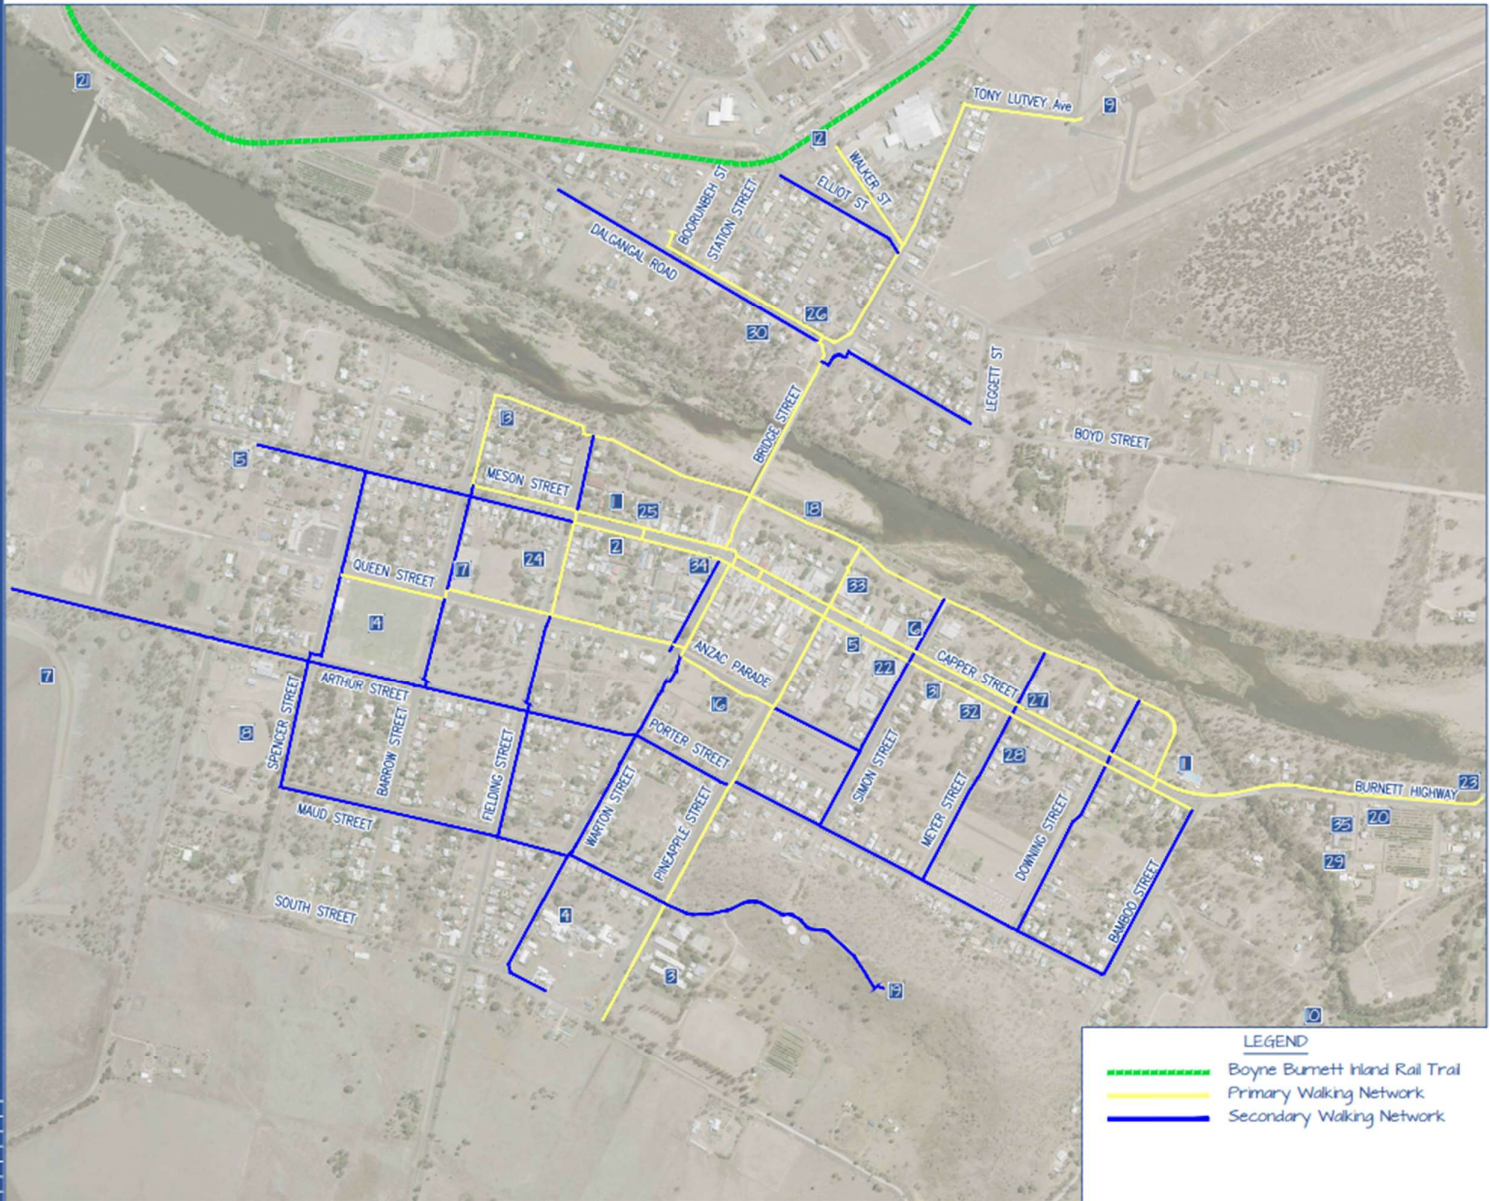 21
TONY LUTVEY Ave
9
12
WALKER ST
ELLIOT ST
BOORUNBEH ST
STATION STREET
DALGANGAL ROAD
26
30
LEGGETT ST
BRIDGE STREET
BOYD STREET
13
15
MESON STREET
1
25
18
2
24
34
17
QUEEN STREET
33
14
6
5
22
CAPPER STREET
ANZAC PARADE
7
ARTHUR STREET
31
27
32
16
SPENCER STREET
8
BARROW STREET
PORTER STREET
FIELDING STREET
SIMON STREET
28
11
BURNETT HIGHWAY
23
MAUD STREET
WARTON STREET
PINEAPPLE STREET
MEYER STREET
DOWNING STREET
35
20
29
SOUTH STREET
4
BAMBOO STREET
3
19
10
LEGEND
Boyne Burnett Inland Rail Trail
Primary Walking Network
Secondary Walking Network